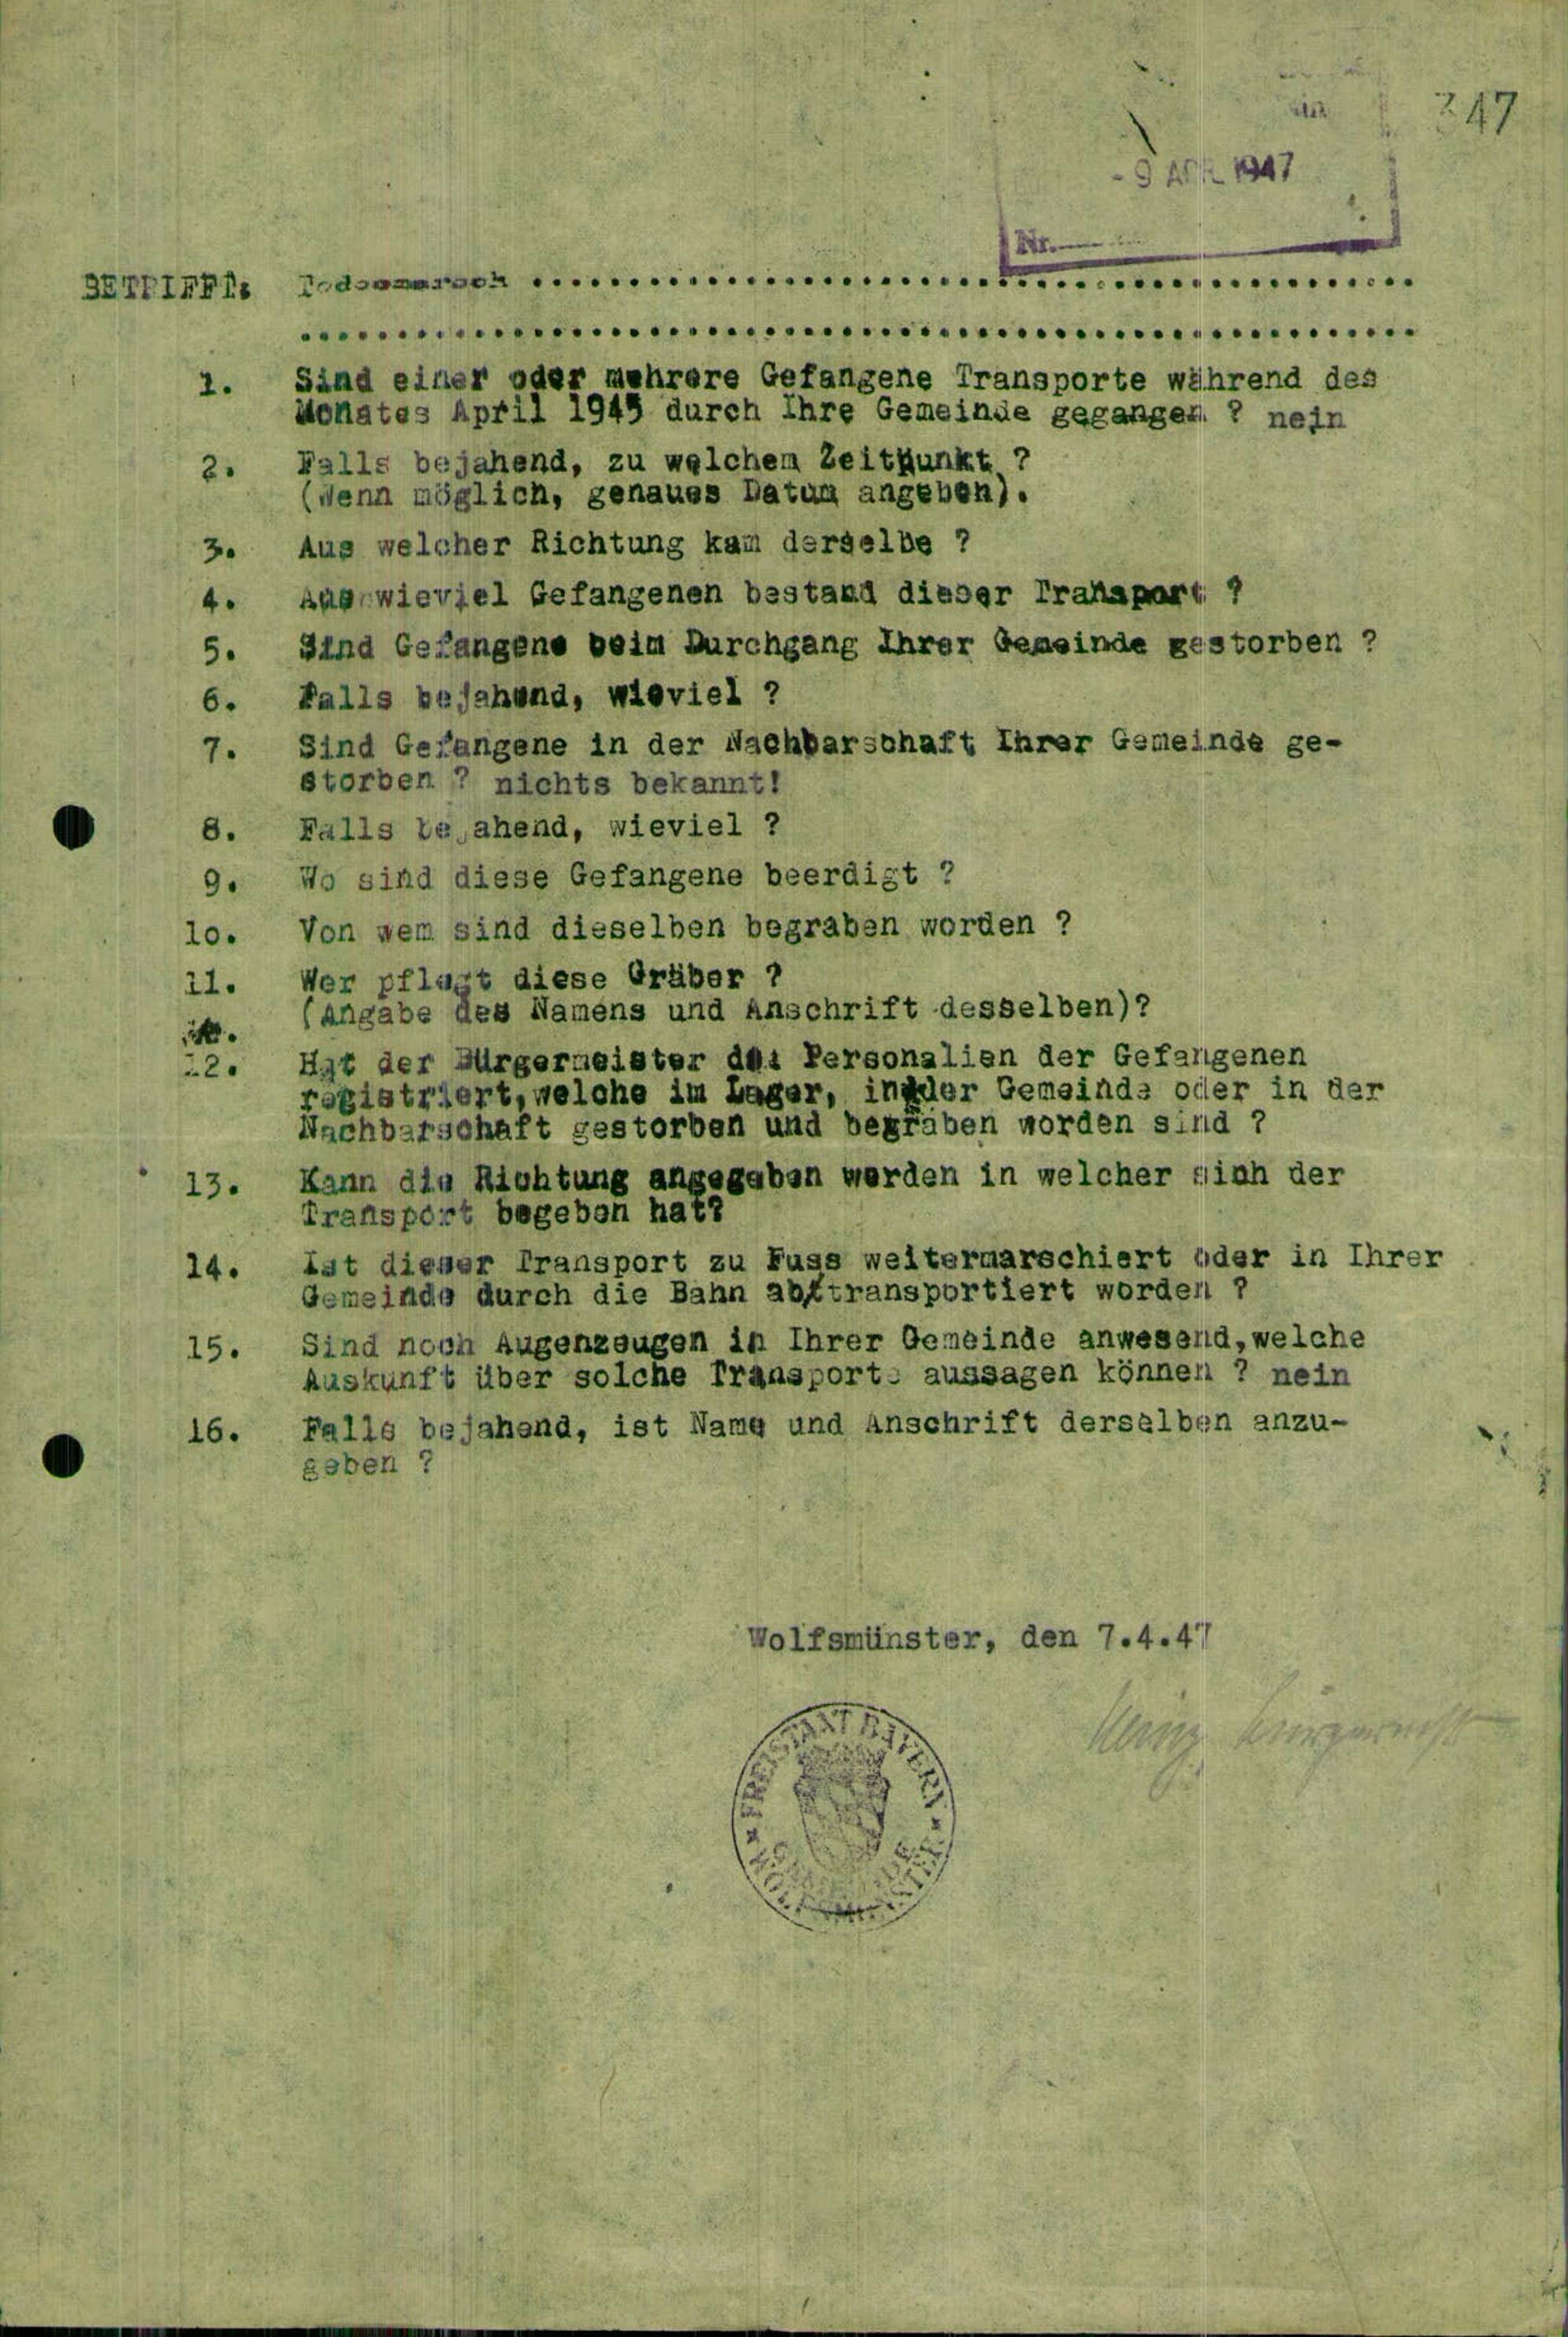 347
- 9 APR 1947
Nr.
BETRIFFT: Todesmarsch ..........
..........
1. Sind einer oder mehrere Gefangene Transporte während des
Monates April 1945 durch Ihre Gemeinde gegangen ? nein
2. Falls bejahend, zu welchem Zeitpunkt ?
(Wenn möglich, genaues Datum angeben).
3. Aus welcher Richtung kam derselbe ?
4. Aus wieviel Gefangenen bestand dieser Transport ?
5. Sind Gefangene beim Durchgang Ihrer Gemeinde gestorben ?
6. Falls bejahend, wieviel ?
7. Sind Gefangene in der Nachbarschaft Ihrer Gemeinde ge-
storben ? nichts bekannt!
8. Falls bejahend, wieviel ?
9. Wo sind diese Gefangene beerdigt ?
10. Von wem sind dieselben begraben worden ?
11. Wer pflegt diese Gräber ?
(Angabe des Namens und Anschrift desselben)?
12. Hat der Bürgermeister die Personalien der Gefangenen
registriert, welche im Lager, in der Gemeinde oder in der
Nachbarschaft gestorben und begraben worden sind ?
13. Kann die Richtung angegeben werden in welcher sich der
Transport begeben hat?
14. Ist dieser Transport zu Fuss weitermarschiert oder in Ihrer
Gemeinde durch die Bahn abtransportiert worden ?
15. Sind noch Augenzeugen in Ihrer Gemeinde anwesend, welche
Auskunft über solche Transporte aussagen können ? nein
16. Falls bejahend, ist Name und Anschrift derselben anzu-
geben ?
Wolfsmünster, den 7.4.47
FREISTAAT BAYERN
GEMEINDE
WOLFSMÜNSTER